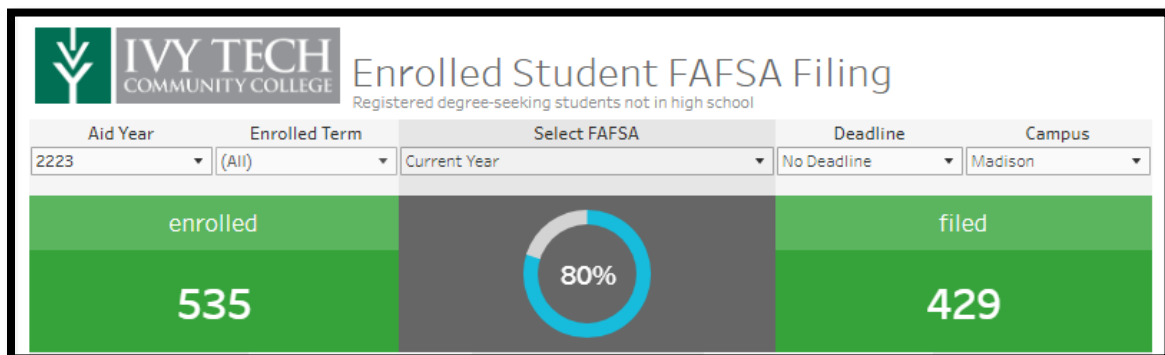 IVY TECH
COMMUNITY COLLEGE
Enrolled Student FAFSA Filing
Registered degree-seeking students not in high school
Aid Year Enrolled Term Select FAFSA Deadline Campus
2223 (All) Current Year No Deadline Madison
enrolled filed
535 80% 429